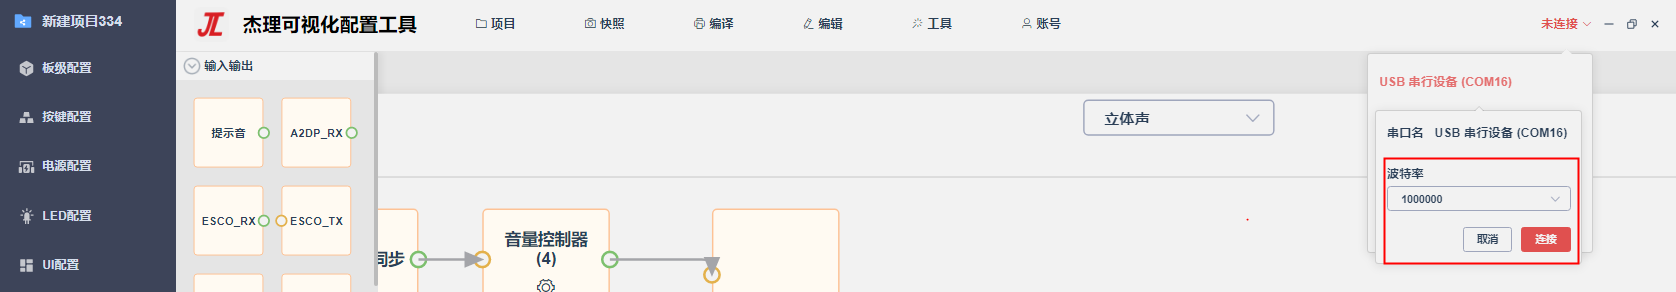 新建项目334
板级配置
按键配置
电源配置
LED配置
UI配置
JL 杰理可视化配置工具
项目
快照
编译
编辑
工具
账号
未连接
输入输出
提示音
A2DP_RX
ESCO_RX
ESCO_TX
立体声
同步
音量控制器
(4)
USB 串行设备 (COM16)
串口名 USB 串行设备 (COM16)
波特率
1000000
取消
连接